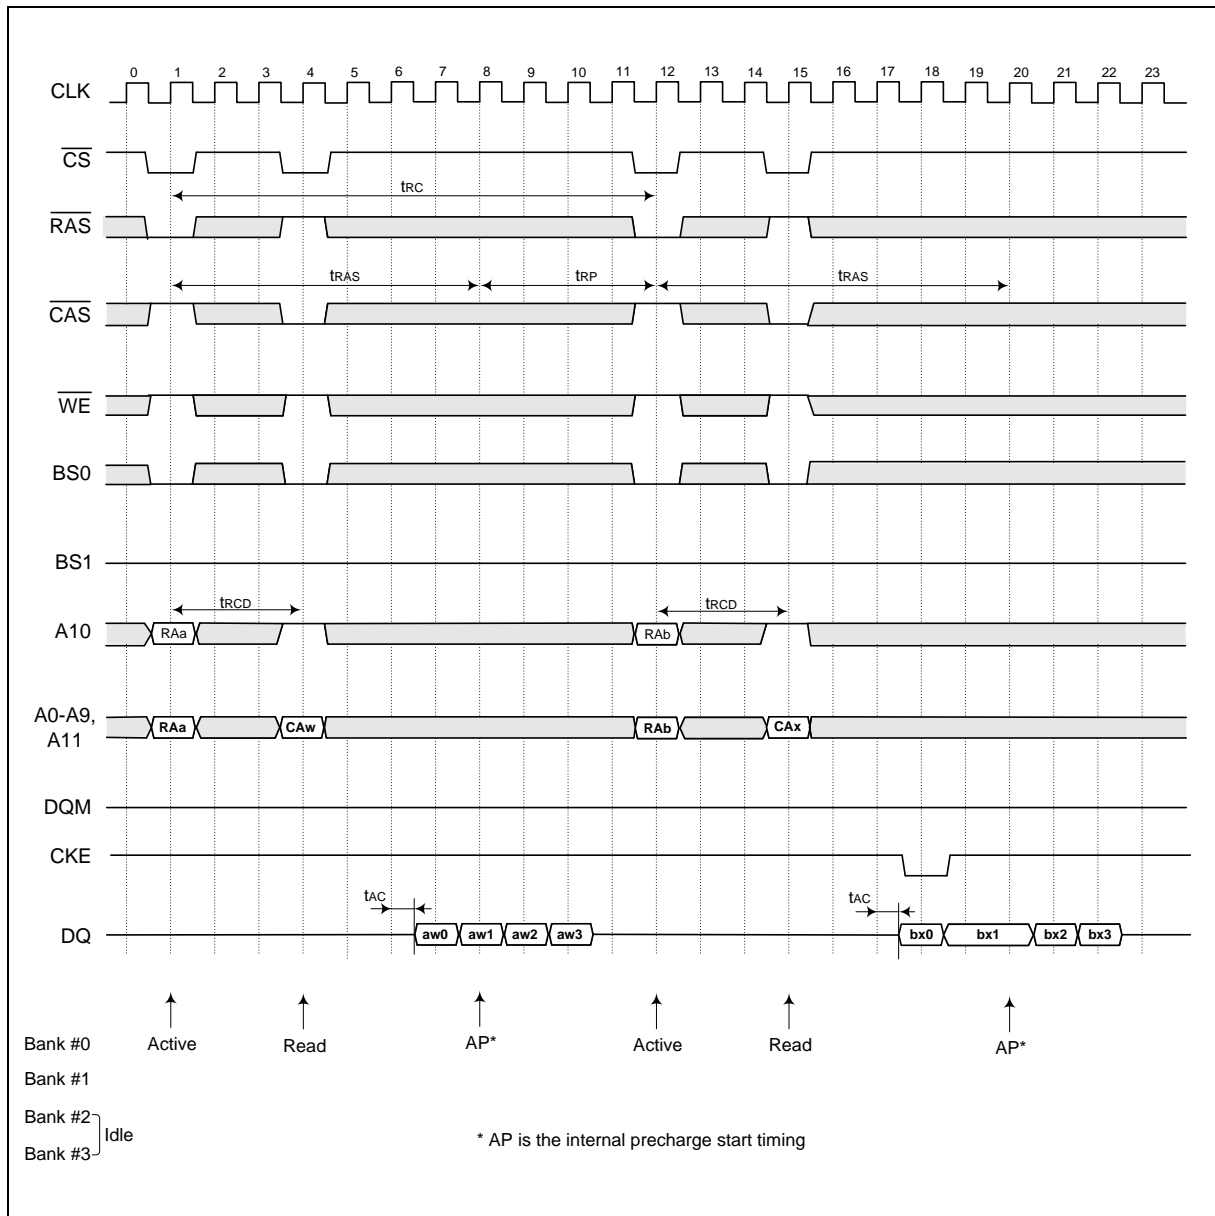 0 1 2 3 4 5 6 7 8 9 10 11 12 13 14 15 16 17 18 19 20 21 22 23
CLK
CS
tRC
RAS
tRAS tRP tRAS
CAS
WE
BS0
BS1
tRCD tRCD
A10 RAa RAb
A0-A9,
A11 RAa CAw RAb CAx
DQM
CKE
tAC tAC
DQ aw0 aw1 aw2 aw3 bx0 bx1 bx2 bx3
Bank #0 Active Read AP* Active Read AP*
Bank #1
Bank #2
Idle
Bank #3
* AP is the internal precharge start timing